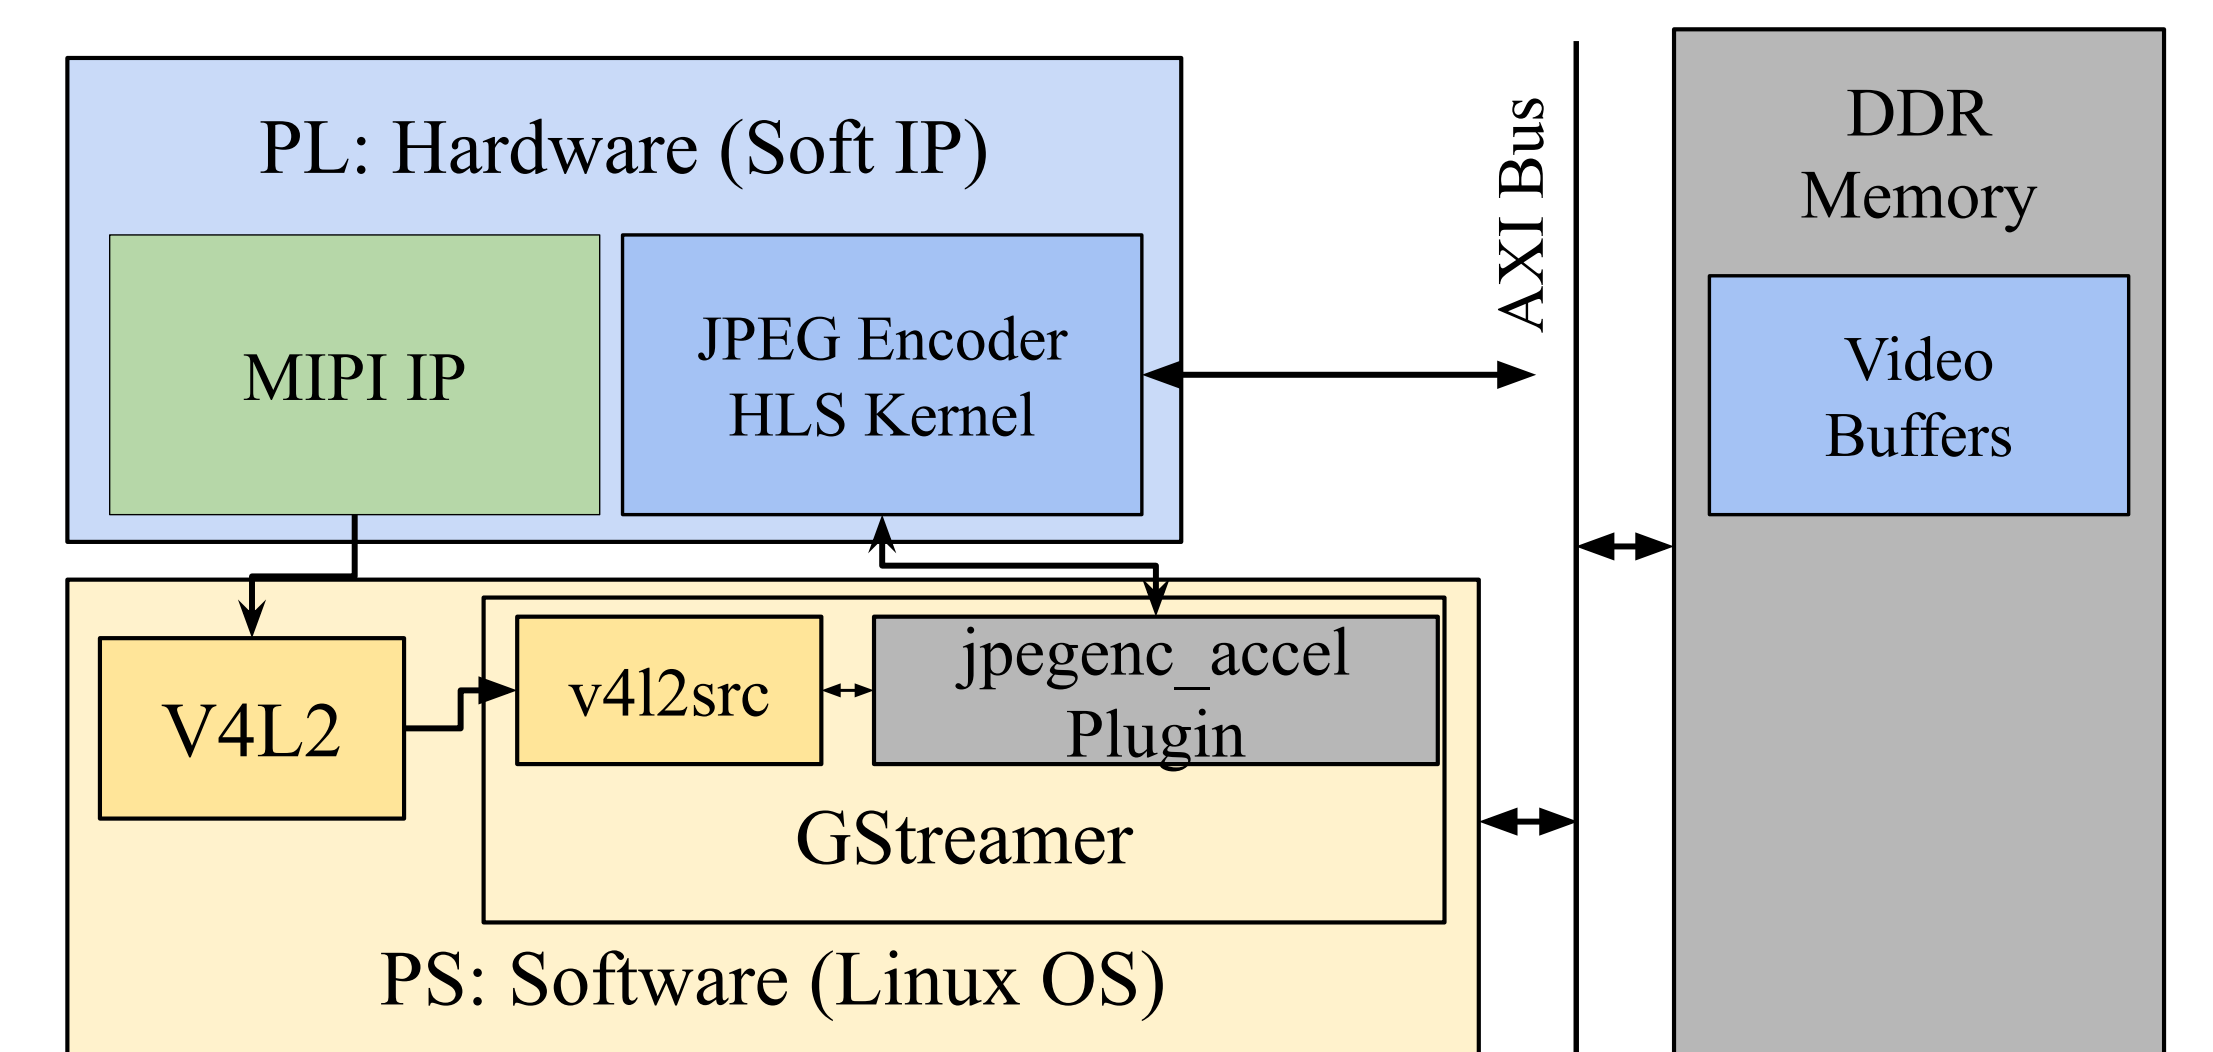 PL: Hardware (Soft IP)
MIPI IP
JPEG Encoder
HLS Kernel
AXI Bus
DDR
Memory
Video
Buffers
V4L2
v4l2src
jpegenc_accel
Plugin
GStreamer
PS: Software (Linux OS)